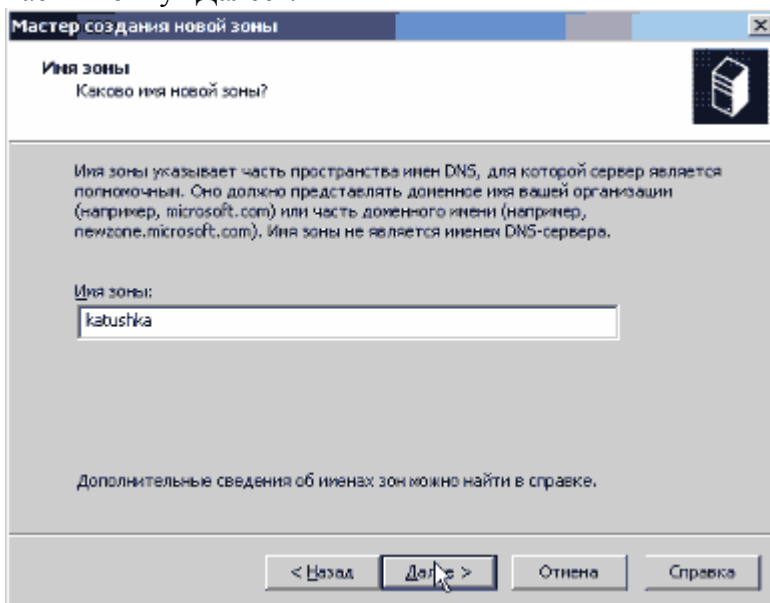 Мастер создания новой зоны
Имя зоны
Каково имя новой зоны?
Имя зоны указывает часть пространства имен DNS, для которой сервер является
полномочным. Оно должно представлять доменное имя вашей организации
(например, microsoft.com) или часть доменного имени (например,
newzone.microsoft.com). Имя зоны не является именем DNS-сервера.
Имя зоны:
katushka
Дополнительные сведения об именах зон можно найти в справке.
< Назад
Далее >
Отмена
Справка